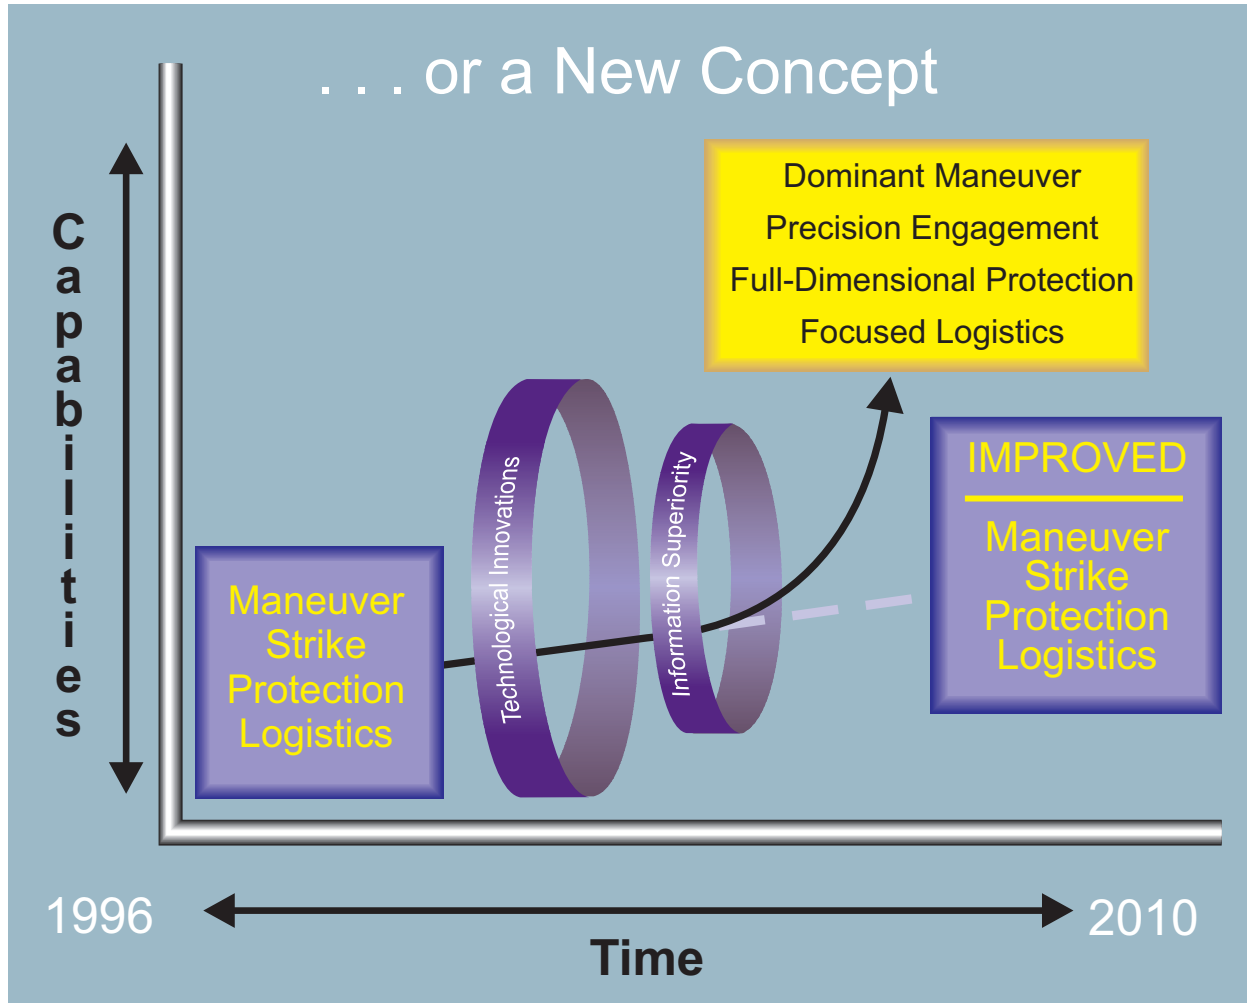 . . . or a New Concept
Capabilities
Dominant Maneuver
Precision Engagement
Full-Dimensional Protection
Focused Logistics
Technological Innovations
Information Superiority
IMPROVED
Maneuver
Strike
Protection
Logistics
Maneuver
Strike
Protection
Logistics
1996
2010
Time